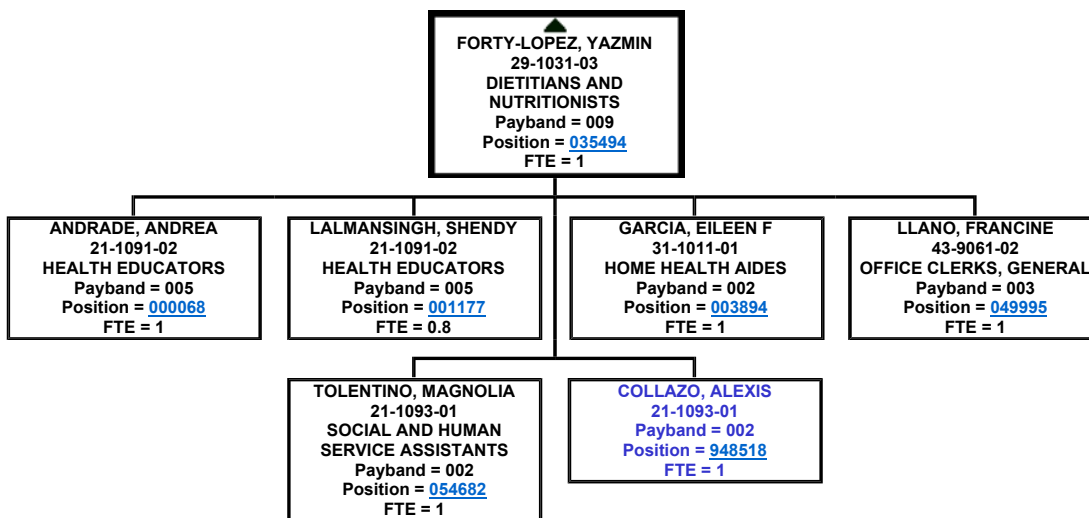 FORTY-LOPEZ, YAZMIN
29-1031-03
DIETITIANS AND
NUTRITIONISTS
Payband = 009
Position = 035494
FTE = 1
ANDRADE, ANDREA
21-1091-02
HEALTH EDUCATORS
Payband = 005
Position = 000068
FTE = 1
LALMANSINGH, SHENDY
21-1091-02
HEALTH EDUCATORS
Payband = 005
Position = 001177
FTE = 0.8
GARCIA, EILEEN F
31-1011-01
HOME HEALTH AIDES
Payband = 002
Position = 003894
FTE = 1
LLANO, FRANCINE
43-9061-02
OFFICE CLERKS, GENERAL
Payband = 003
Position = 049995
FTE = 1
TOLENTINO, MAGNOLIA
21-1093-01
SOCIAL AND HUMAN
SERVICE ASSISTANTS
Payband = 002
Position = 054682
FTE = 1
COLLAZO, ALEXIS
21-1093-01
Payband = 002
Position = 948518
FTE = 1